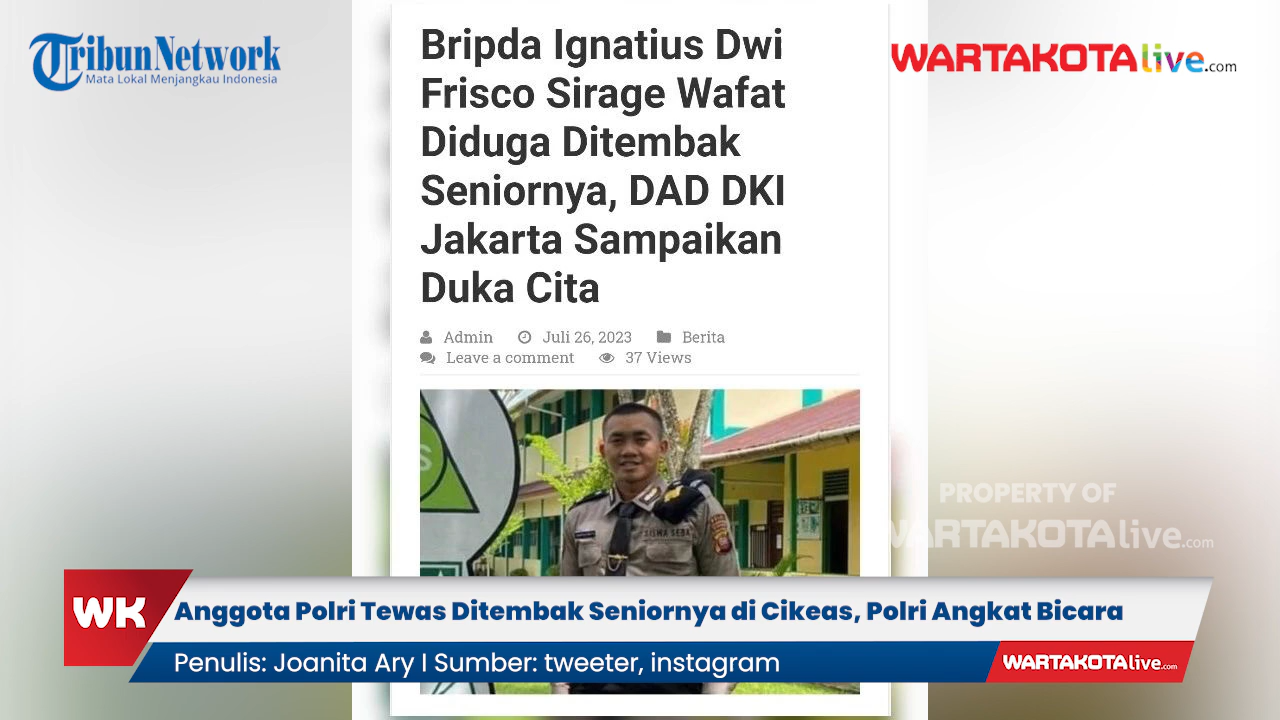 TribunNetwork
Mata Lokal Menjangkau Indonesia
WARTAKOTAlive.com
Bripda Ignatius Dwi
Frisco Sirage Wafat
Diduga Ditembak
Seniornya, DAD DKI
Jakarta Sampaikan
Duka Cita
Admin Juli 26, 2023 Berita
Leave a comment 37 Views
S
SISWA SEBA
PROPERTY OF
WARTAKOTAlive.com
WK
Anggota Polri Tewas Ditembak Seniornya di Cikeas, Polri Angkat Bicara
Penulis: Joanita Ary I Sumber: tweeter, instagram
WARTAKOTAlive.com